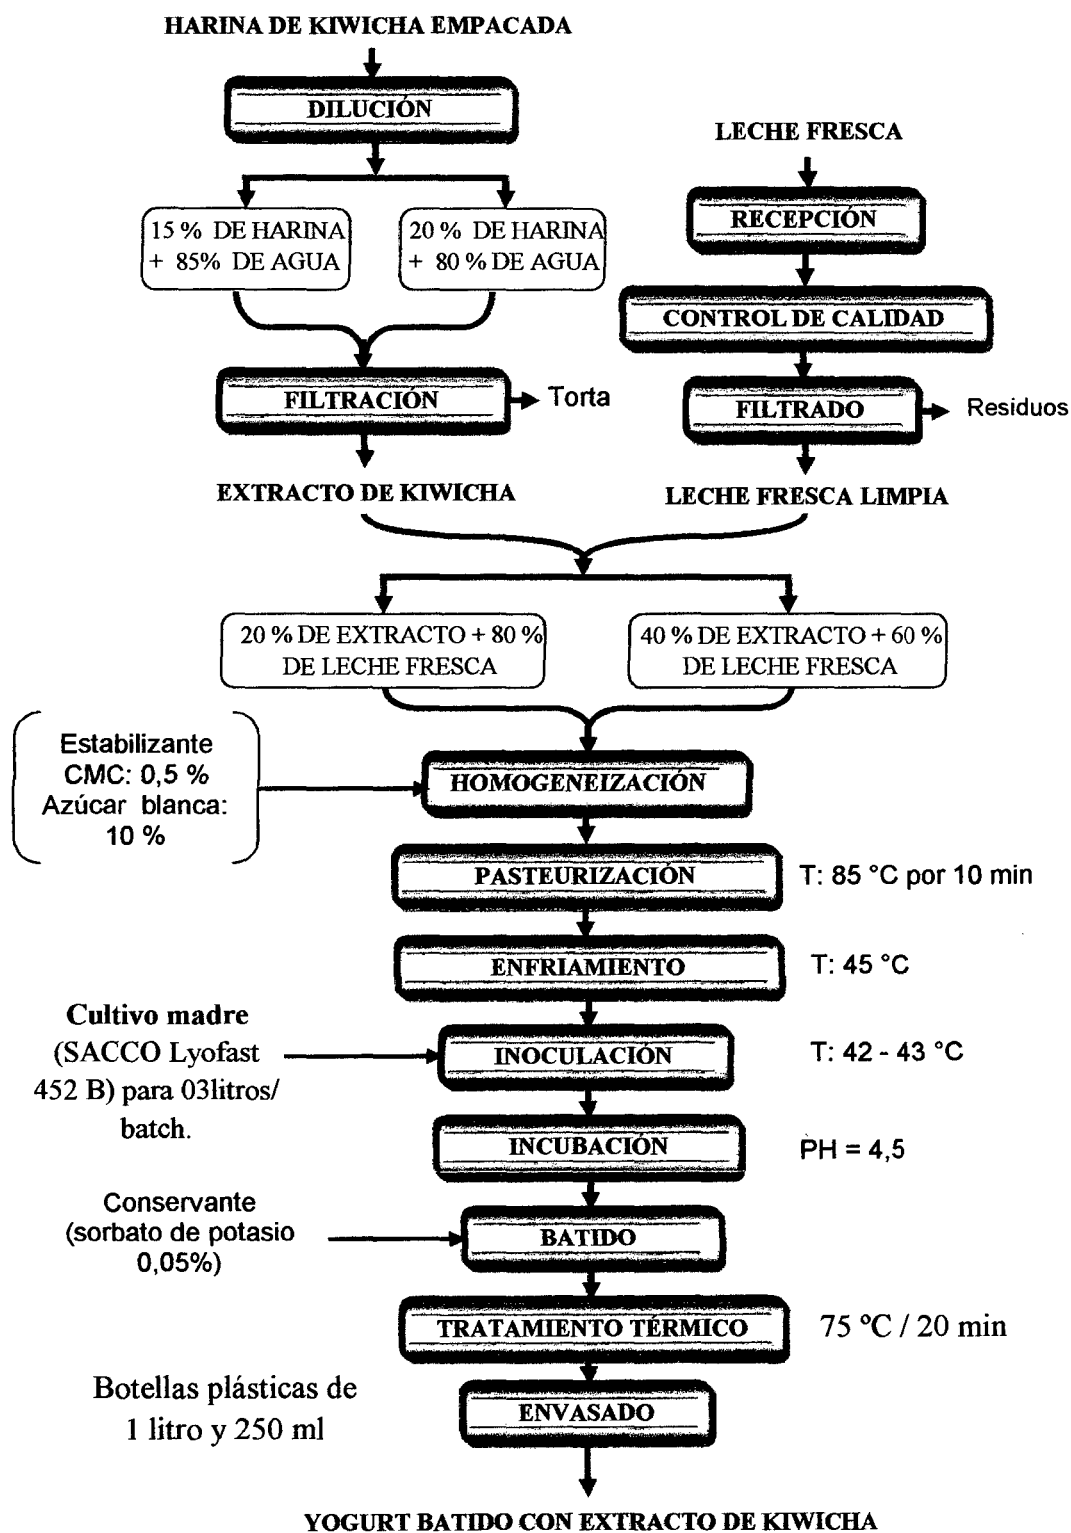 HARINA DE KIWICHA EMPACADA
DILUCIÓN
15 % DE HARINA
+ 85% DE AGUA
20 % DE HARINA
+ 80 % DE AGUA
FILTRACIÓN
Torta
EXTRACTO DE KIWICHA
LECHE FRESCA
RECEPCIÓN
CONTROL DE CALIDAD
FILTRADO
Residuos
LECHE FRESCA LIMPIA
20 % DE EXTRACTO + 80 %
DE LECHE FRESCA
40 % DE EXTRACTO + 60 %
DE LECHE FRESCA
Estabilizante
CMC: 0,5 %
Azúcar blanca:
10 %
HOMOGENEIZACIÓN
PASTEURIZACIÓN
T: 85 °C por 10 min
ENFRIAMIENTO
T: 45 °C
Cultivo madre
(SACCO Lyofast
452 B) para 03litros/
batch.
INOCULACIÓN
T: 42 - 43 °C
INCUBACIÓN
PH = 4,5
Conservante
(sorbato de potasio
0,05%)
BATIDO
TRATAMIENTO TÉRMICO
75 ºC / 20 min
Botellas plásticas de
1 litro y 250 ml
ENVASADO
YOGURT BATIDO CON EXTRACTO DE KIWICHA